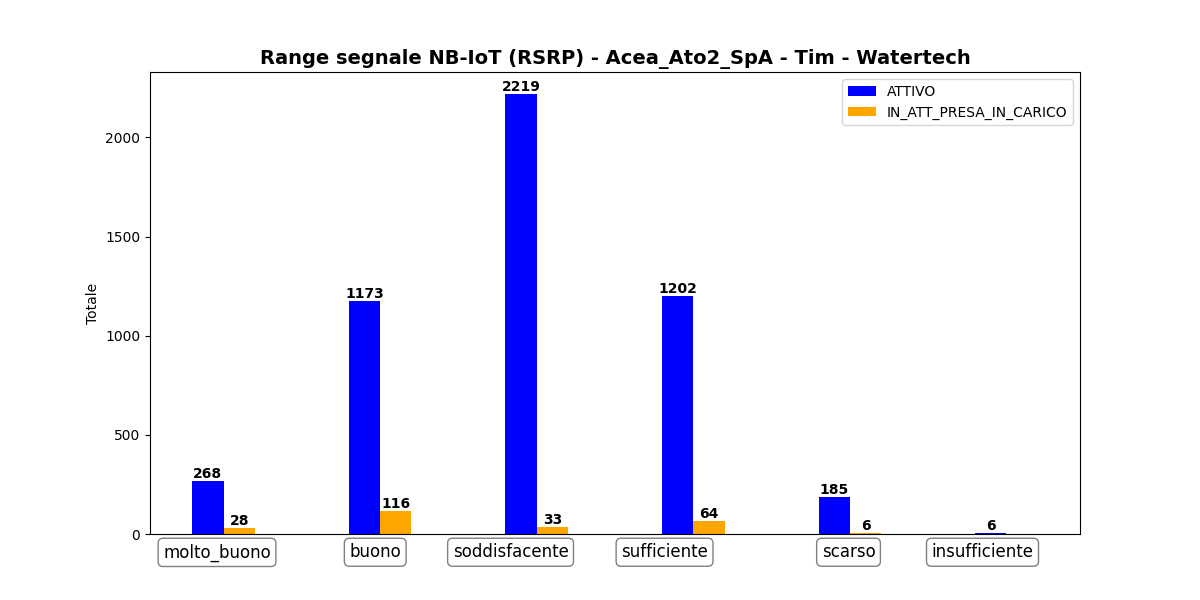 Range segnale NB-IoT (RSRP) - Acea_Ato2_SpA - Tim - Watertech
ATTIVO
IN_ATT_PRESA_IN_CARICO
Totale
2000
1500
1000
500
0
268
28
1173
116
2219
33
1202
64
185
6
6
molto_buono
buono
soddisfacente
sufficiente
scarso
insufficiente